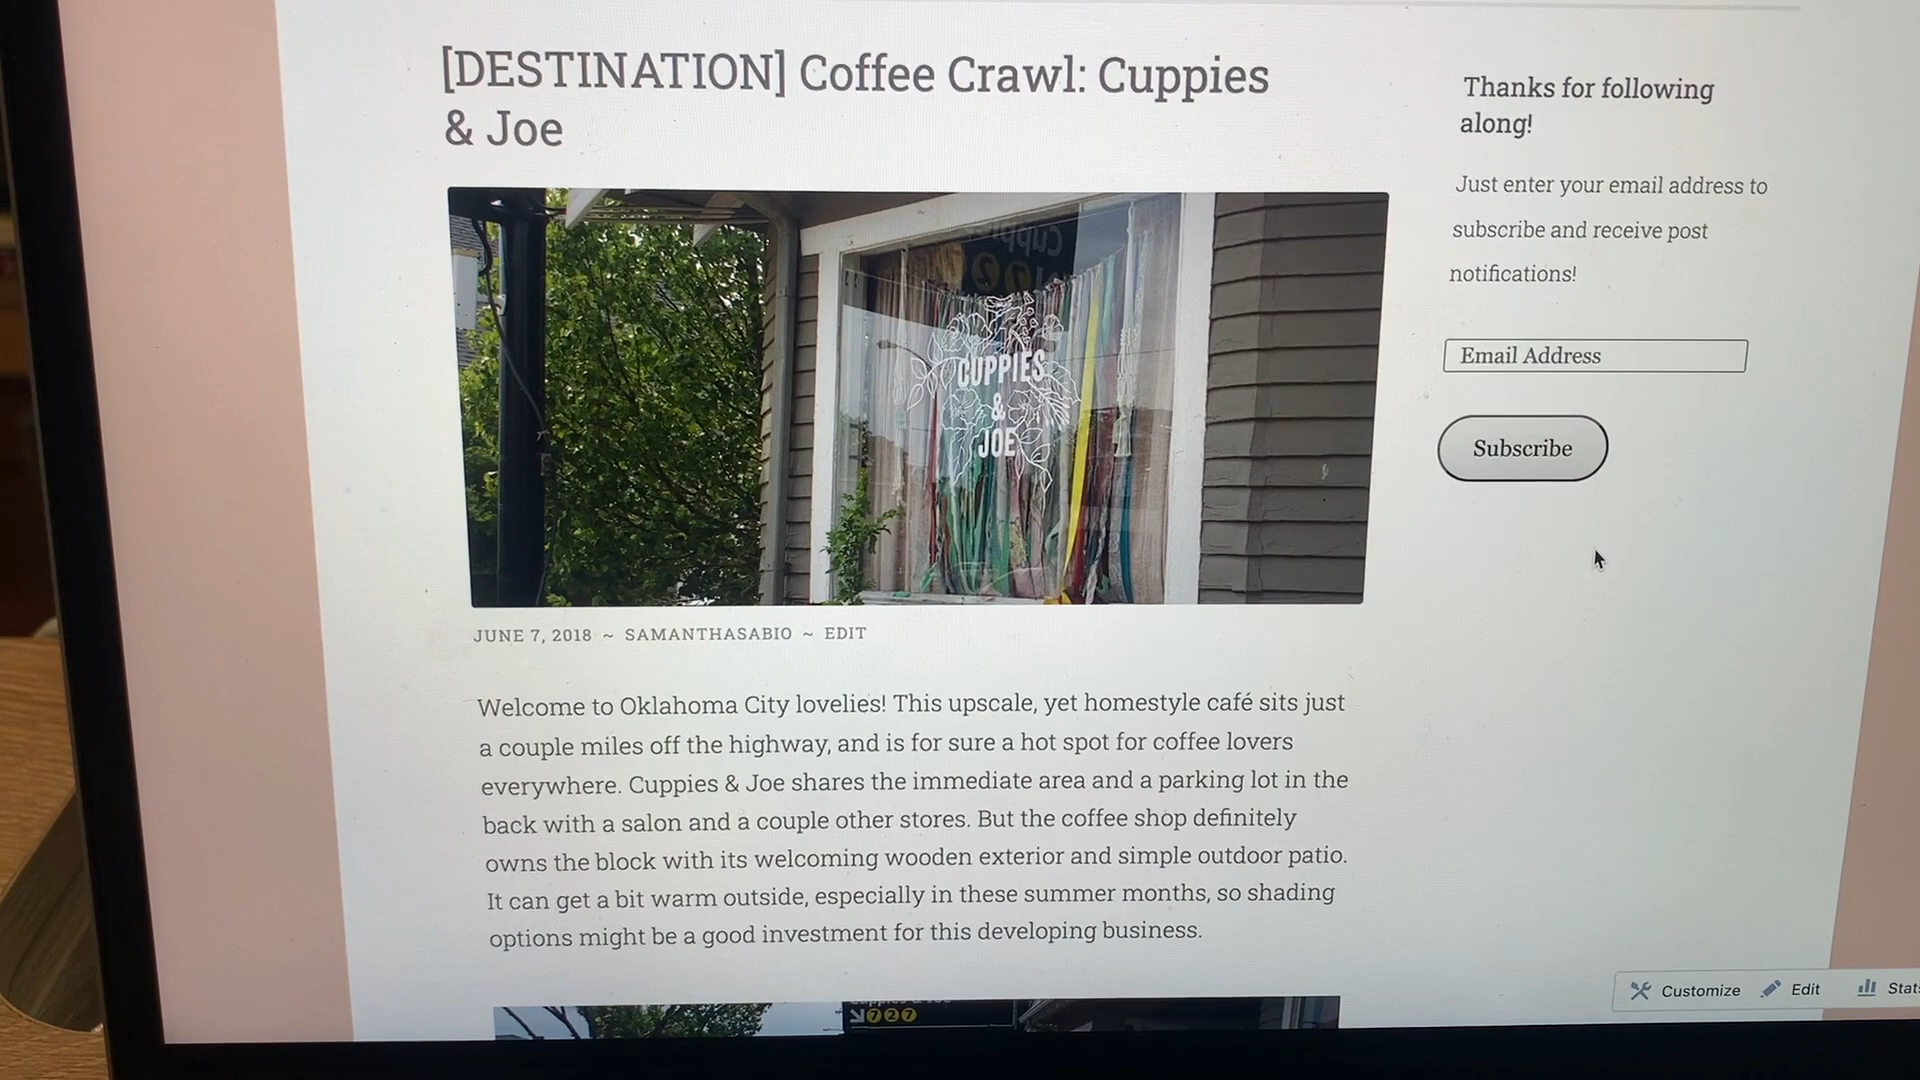 [DESTINATION] Coffee Crawl: Cuppies
& Joe
CUPPIES
&
JOE
JUNE 7, 2018 ~ SAMANTHASABIO ~ EDIT
Welcome to Oklahoma City lovelies! This upscale, yet homestyle café sits just
a couple miles off the highway, and is for sure a hot spot for coffee lovers
everywhere. Cuppies & Joe shares the immediate area and a parking lot in the
back with a salon and a couple other stores. But the coffee shop definitely
owns the block with its welcoming wooden exterior and simple outdoor patio.
It can get a bit warm outside, especially in these summer months, so shading
options might be a good investment for this developing business.
727
Thanks for following
along!
Just enter your email address to
subscribe and receive post
notifications!
Email Address
Subscribe
Customize
Edit